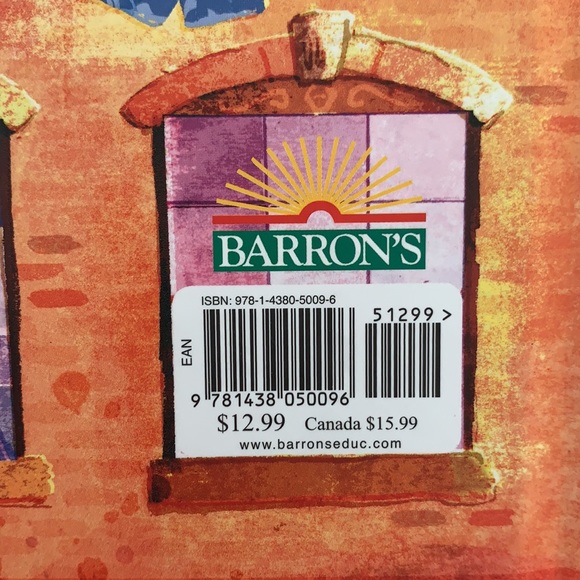 BARRON'S
ISBN: 978-1-4380-5009-6
51299 >
EAN
9 781438 050096
$12.99 Canada $15.99
www.barronseduc.com